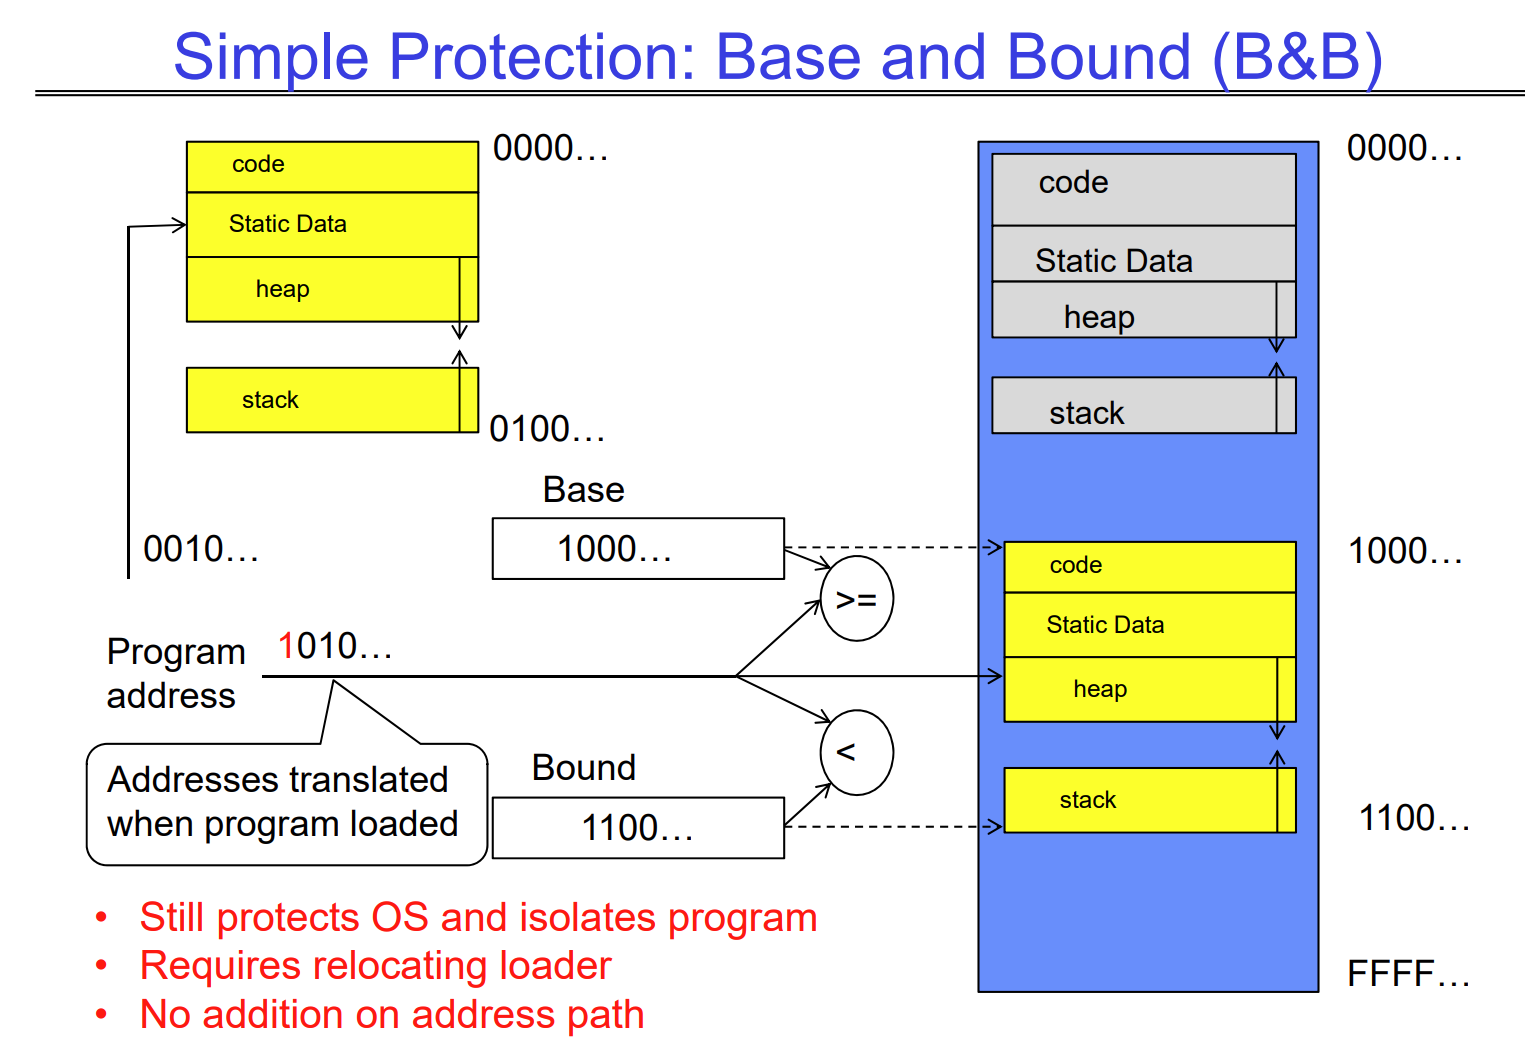 Simple Protection: Base and Bound (B&B)
code
Static Data
heap
stack
0000…
0100…
0010…
Base
1000…
>=
Program
address
1010…
<
Addresses translated
when program loaded
Bound
1100…
code
Static Data
heap
stack
code
Static Data
heap
stack
0000…
1000…
1100…
FFFF…
• Still protects OS and isolates program
• Requires relocating loader
• No addition on address path